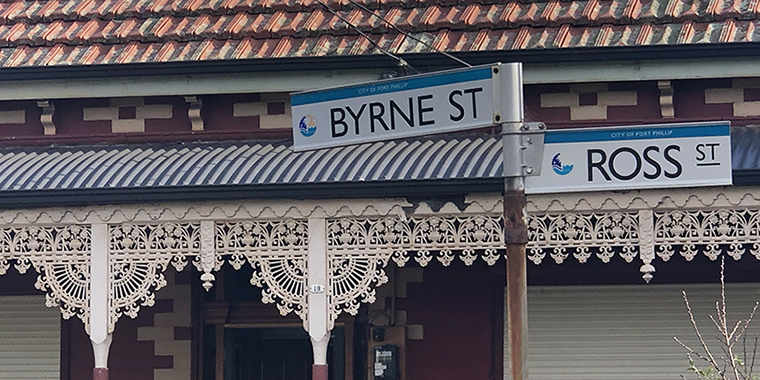 CITY OF PORT PHILLIP
BYRNE ST
CITY OF PORT PHILLIP
ROSS ST
19